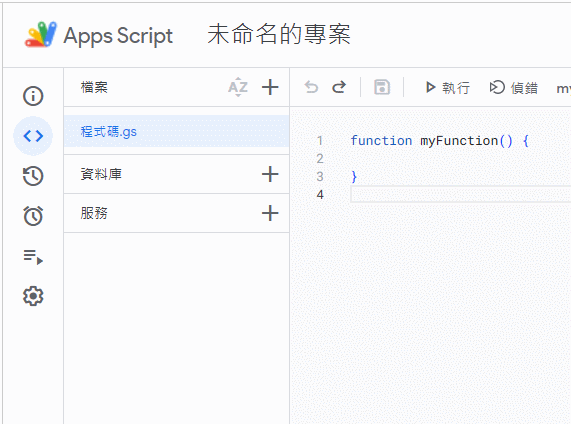 Apps Script 未命名的專案
檔案 AZ
執行 偵錯 my
程式碼.gs
資料庫
服務
1 function myFunction() {
2
3 }
4